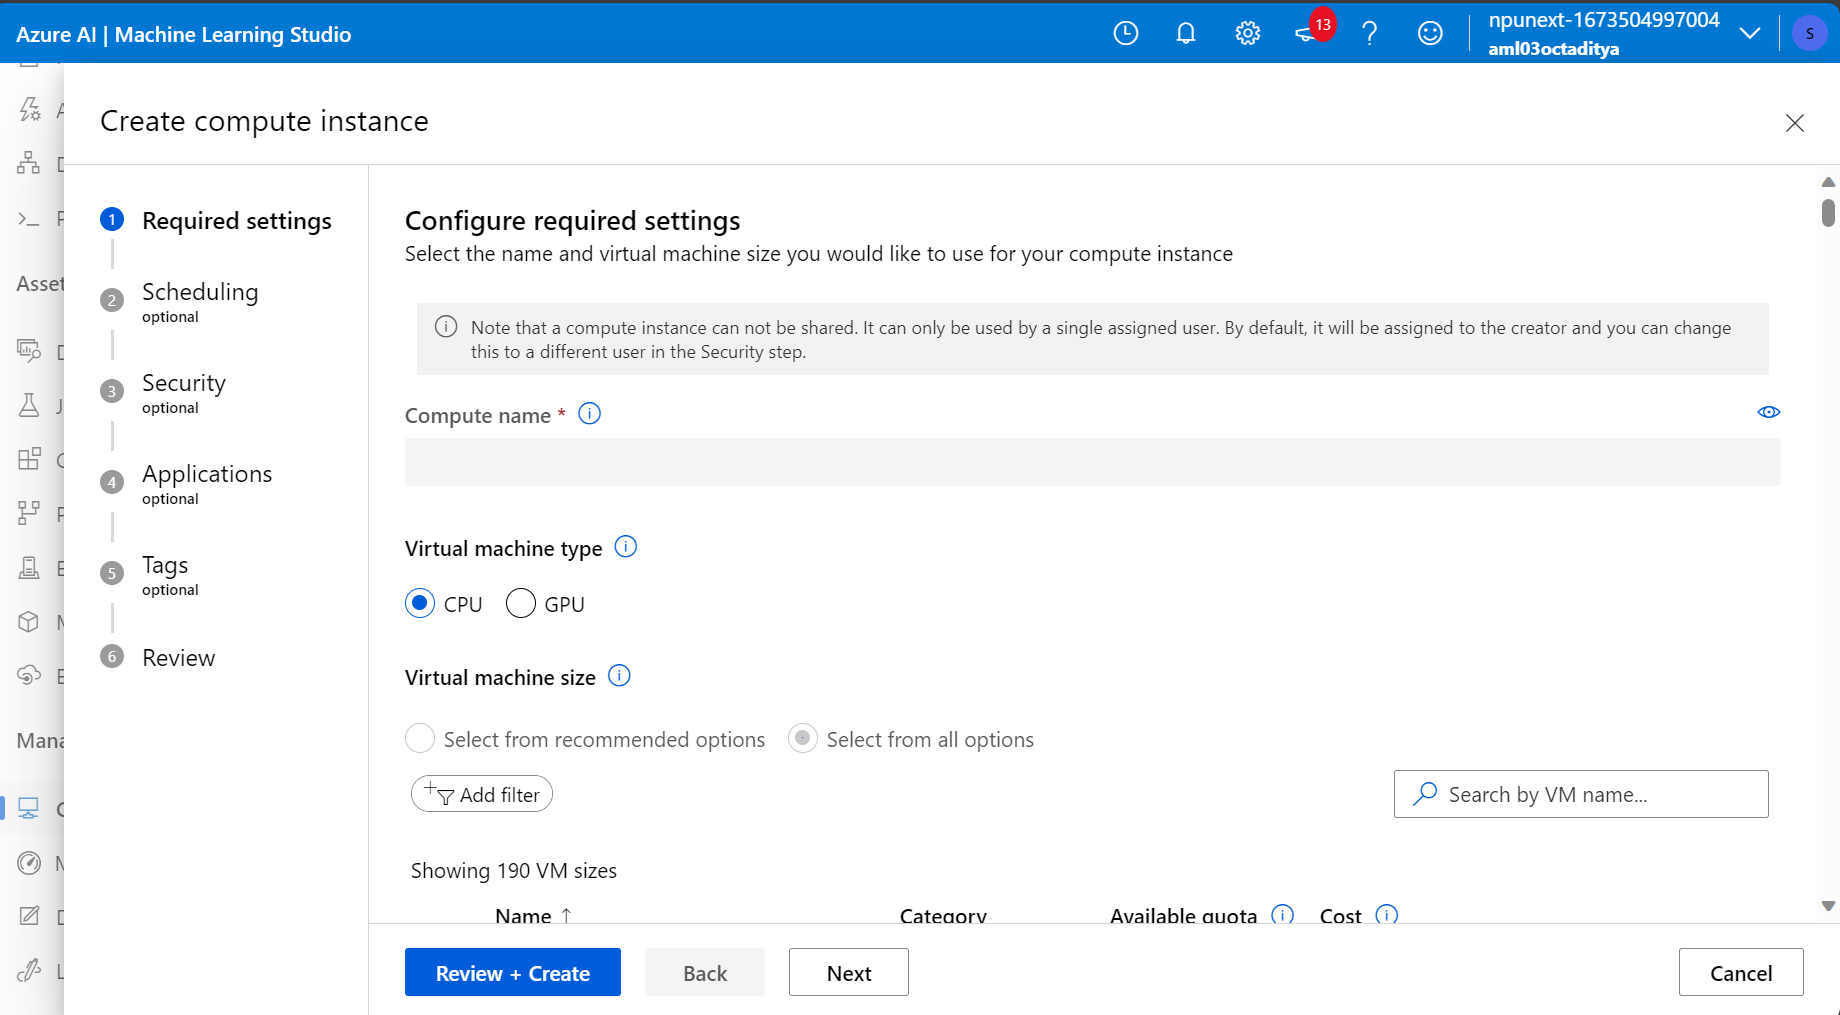 Azure AI | Machine Learning Studio
13
npunext-1673504997004
aml03octaditya
S
Create compute instance
Asset
Mana
1 Required settings
2 Scheduling
optional
3 Security
optional
4 Applications
optional
5 Tags
optional
6 Review
Configure required settings
Select the name and virtual machine size you would like to use for your compute instance
Note that a compute instance can not be shared. It can only be used by a single assigned user. By default, it will be assigned to the creator and you can change
this to a different user in the Security step.
Compute name *
Virtual machine type
CPU GPU
Virtual machine size
Select from recommended options Select from all options
Add filter
Search by VM name...
Showing 190 VM sizes
Name ↑ Category Available quota Cost
Review + Create Back Next Cancel